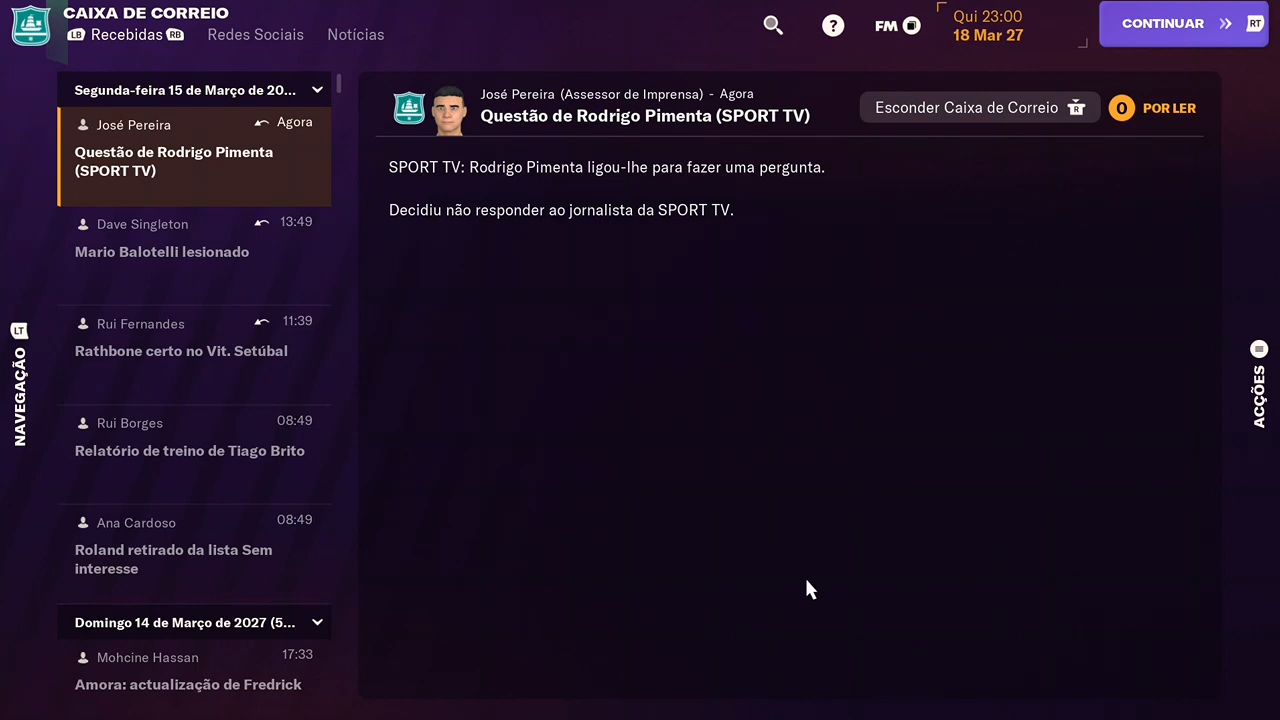 CAIXA DE CORREIO
LB Recebidas RB Redes Sociais Notícias
? FM
Qui 23:00
18 Mar 27
CONTINUAR RT
Segunda-feira 15 de Março de 20...
José Pereira Agora
Questão de Rodrigo Pimenta
(SPORT TV)
Dave Singleton 13:49
Mario Balotelli lesionado
Rui Fernandes 11:39
Rathbone certo no Vit. Setúbal
Rui Borges 08:49
Relatório de treino de Tiago Brito
Ana Cardoso 08:49
Roland retirado da lista Sem
interesse
Domingo 14 de Março de 2027 (5...
Mohcine Hassan 17:33
Amora: actualização de Fredrick
José Pereira (Assessor de Imprensa) - Agora
Questão de Rodrigo Pimenta (SPORT TV)
Esconder Caixa de Correio R 0 POR LER
SPORT TV: Rodrigo Pimenta ligou-lhe para fazer uma pergunta.
Decidiu não responder ao jornalista da SPORT TV.
NAVEGAÇÃO LT
ACÇÕES